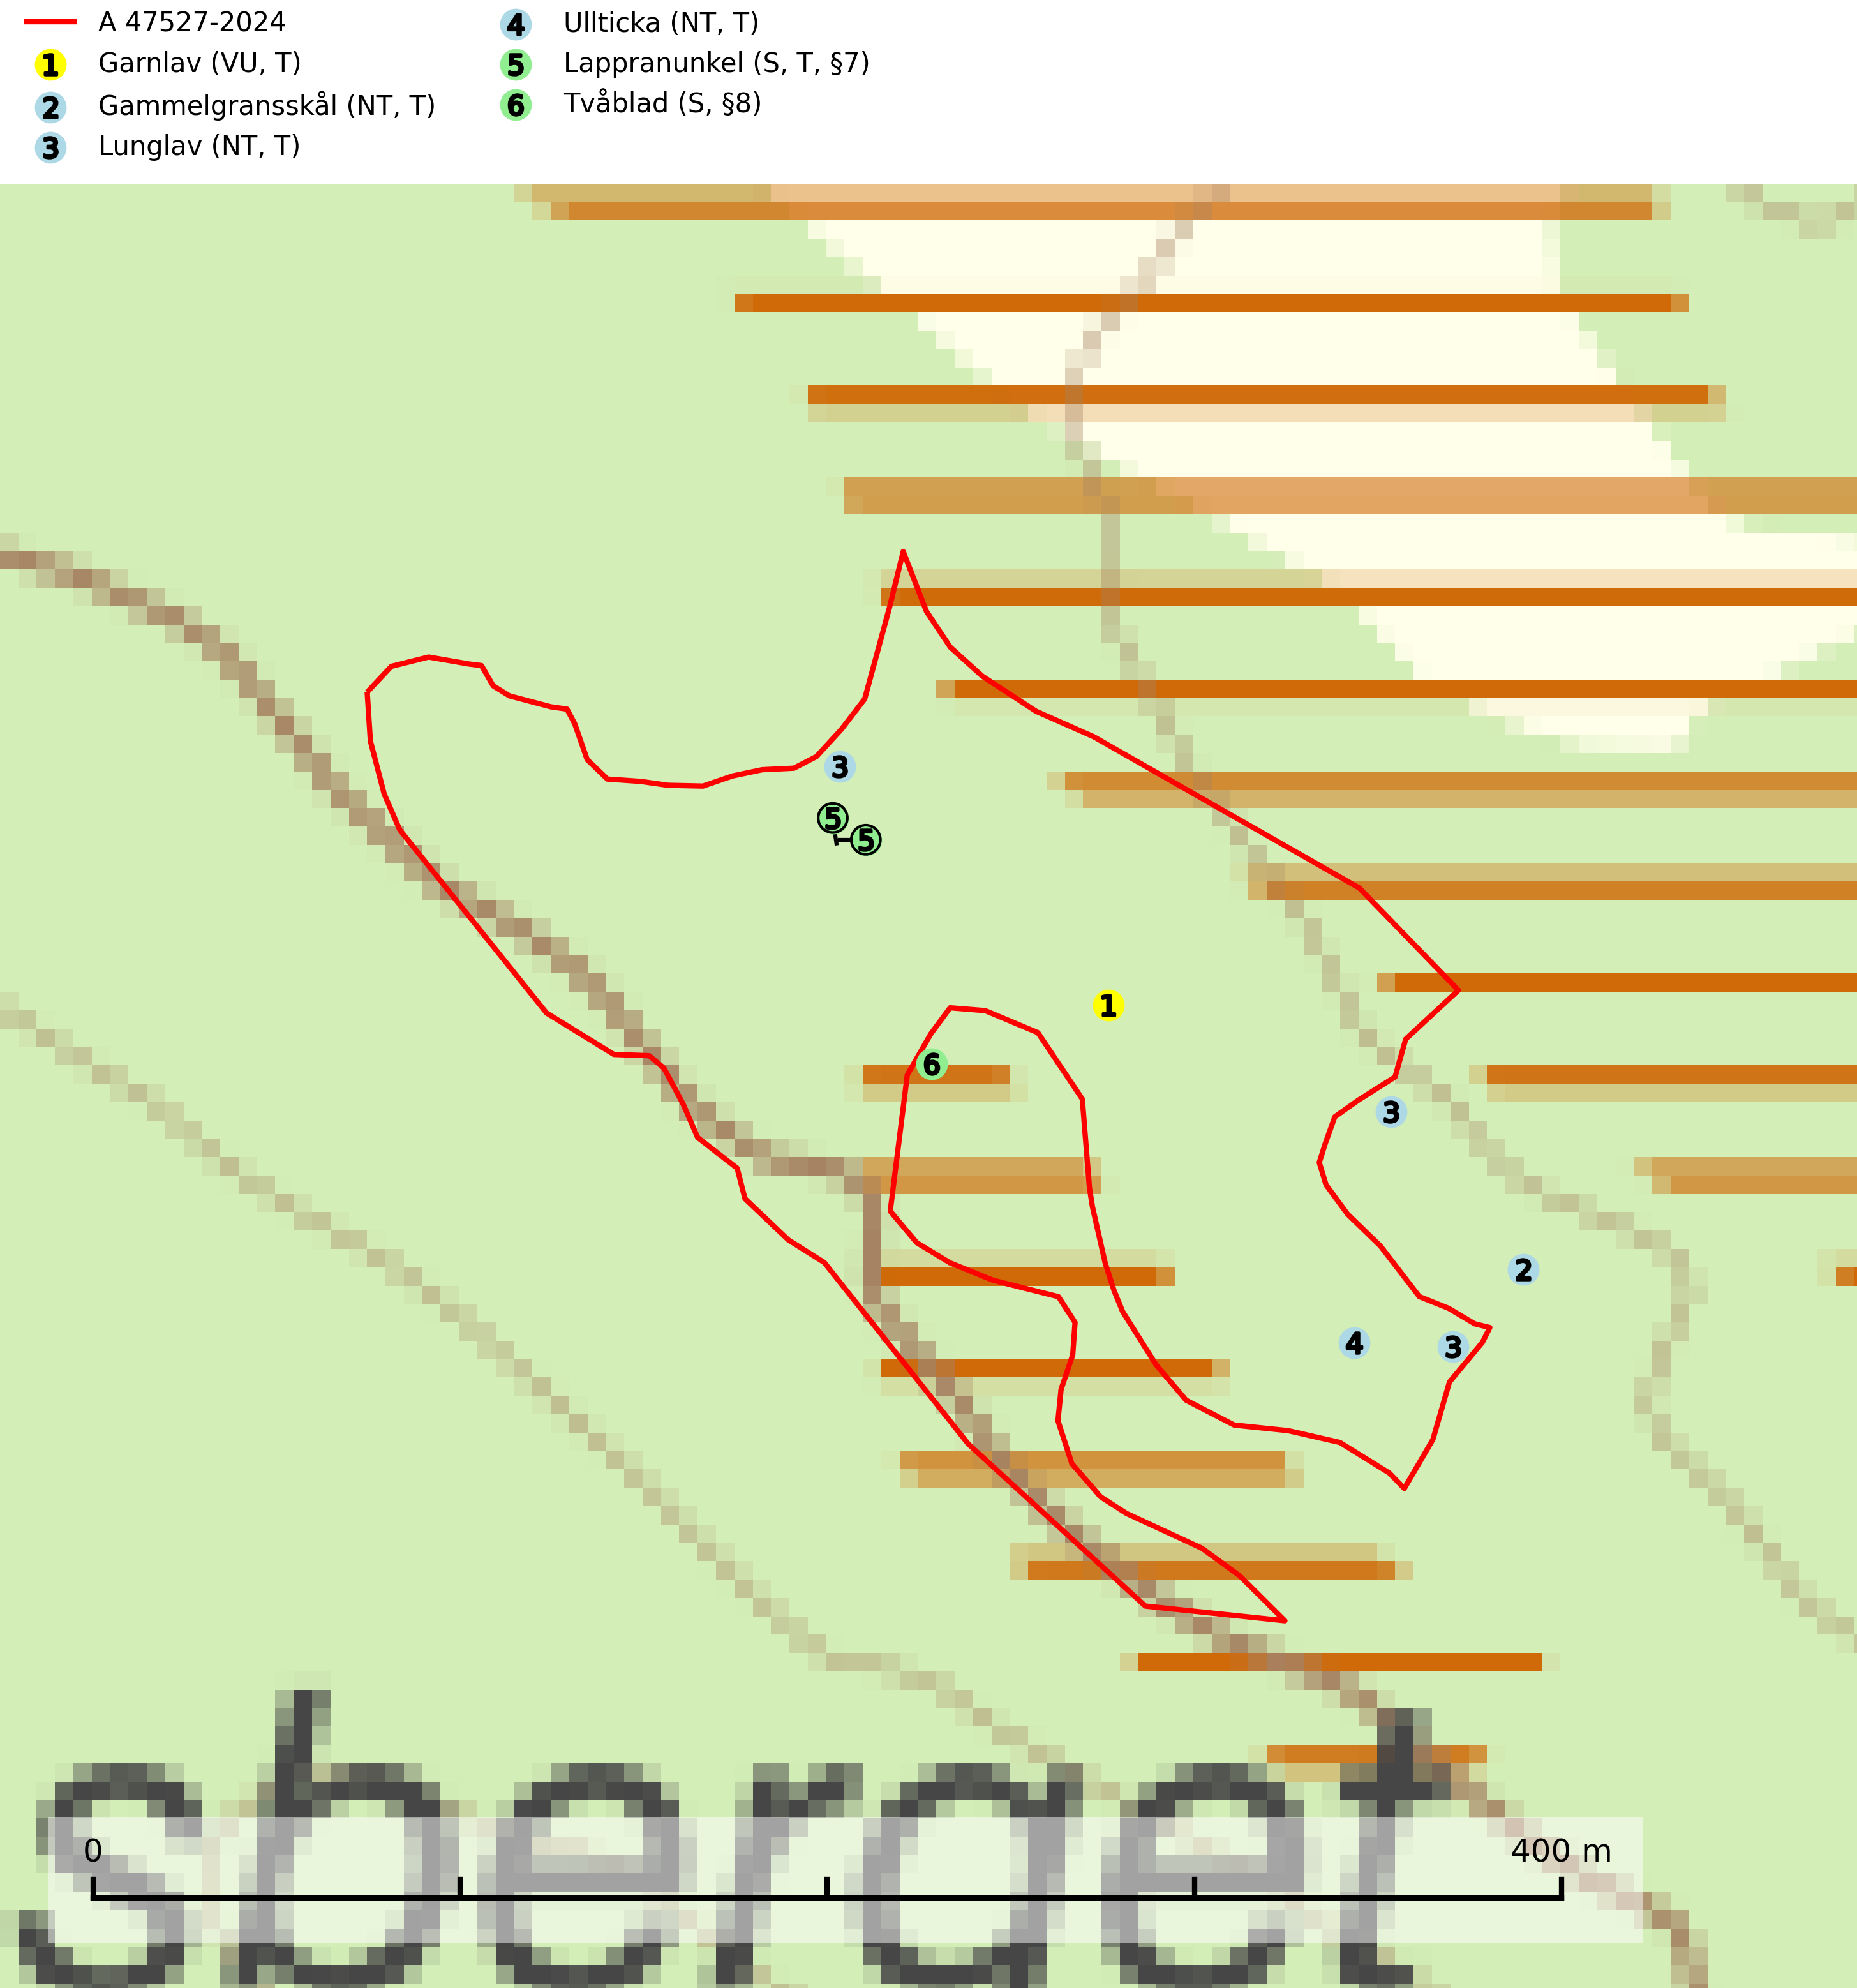 A 47527-2024
1 Garnlav (VU, T)
2 Gammelgransskål (NT, T)
3 Lunglav (NT, T)
4 Ullticka (NT, T)
5 Lappranunkel (S, T, §7)
6 Tvåblad (S, §8)
3
5
5
1
6
3
2
4
3
sberget
0 400 m